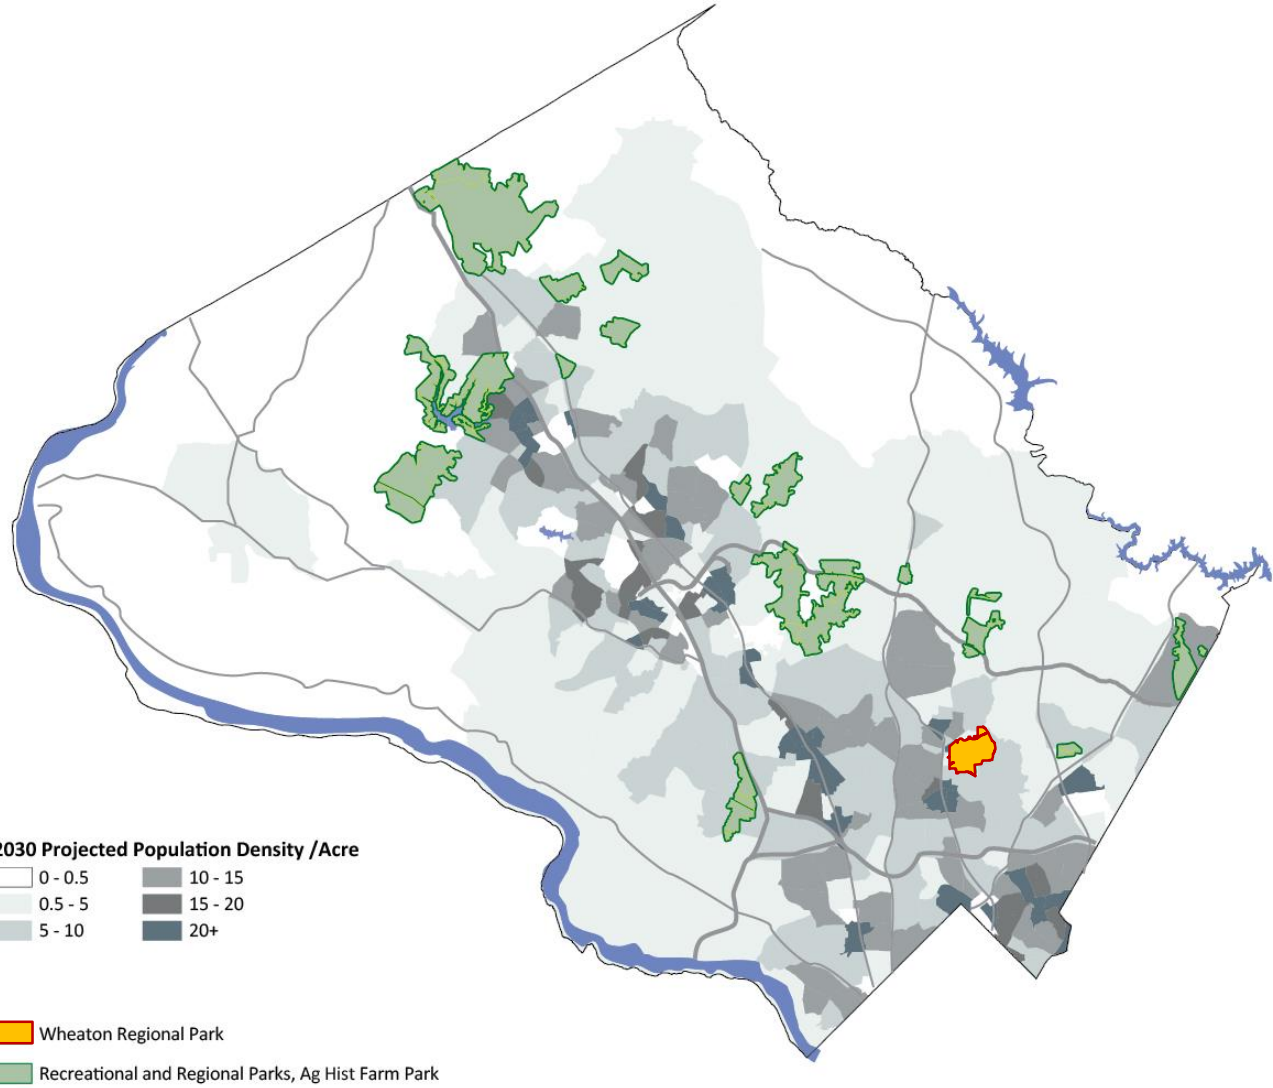 2030 Projected Population Density /Acre
0 - 0.5
10 - 15
0.5 - 5
15 - 20
5 - 10
20+
Wheaton Regional Park
Recreational and Regional Parks, Ag Hist Farm Park